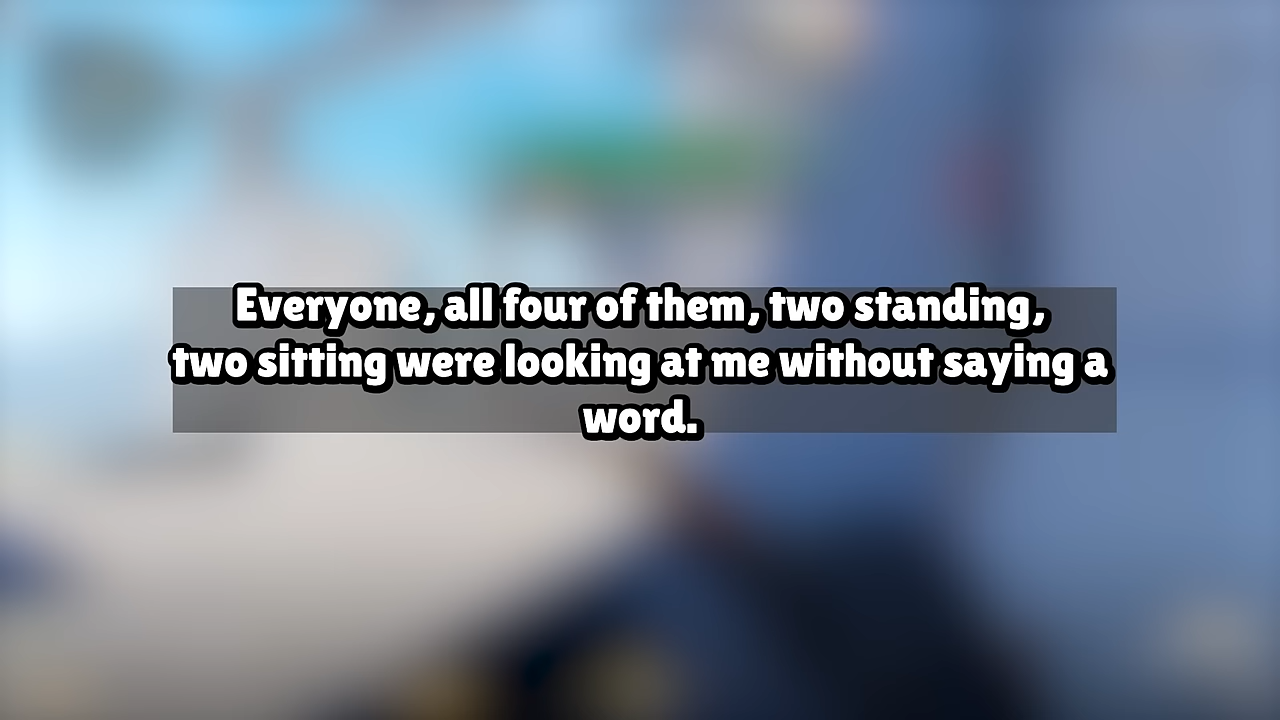 Everyone, all four of them, two standing,
two sitting were looking at me without saying a
word.